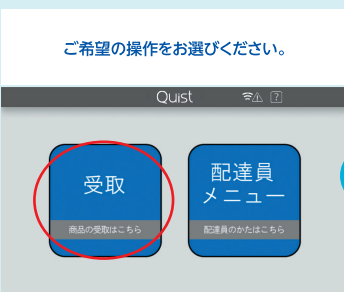 ご希望の操作をお選びください。
Quist
受取
商品の受取はこちら
配達員
メニュー
配達員のかたはこちら